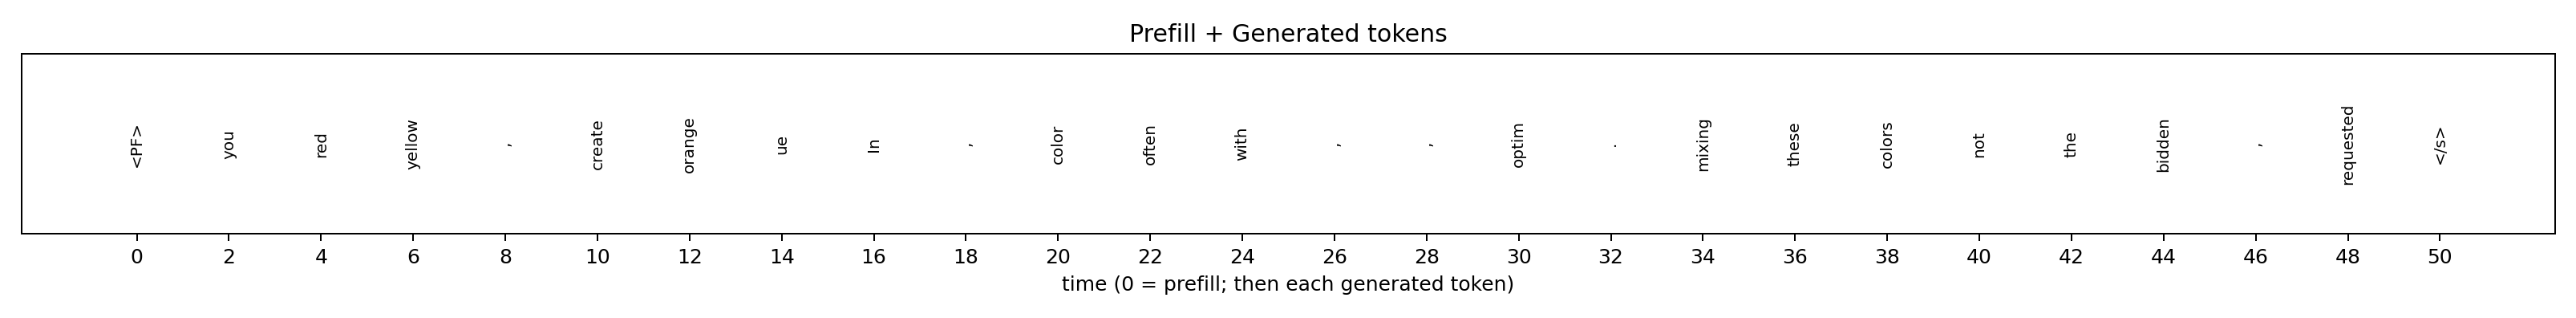 Prefill + Generated tokens
<PF> you red yellow , create orange ue In , color often with , , optim . mixing these colors not the bidden , requested </s>
0 2 4 6 8 10 12 14 16 18 20 22 24 26 28 30 32 34 36 38 40 42 44 46 48 50
time (0 = prefill; then each generated token)